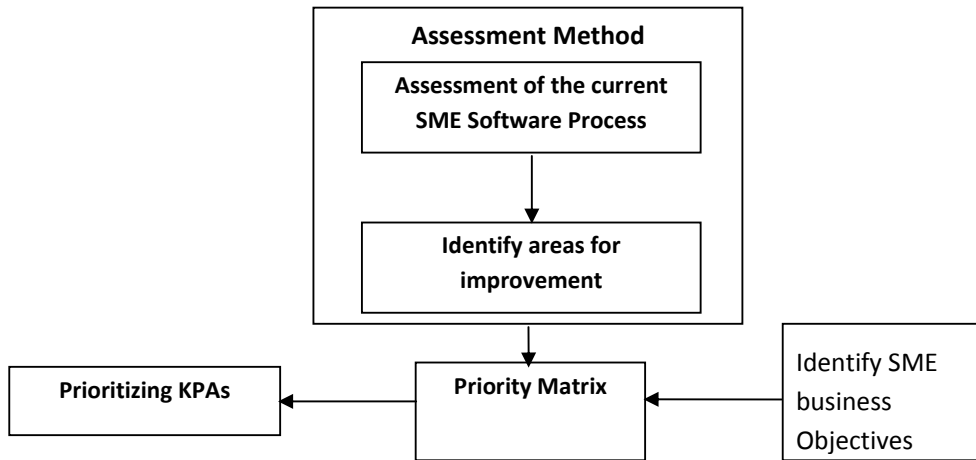 Assessment Method
Assessment of the current
SME Software Process
Identify areas for
improvement
Prioritizing KPAs
Priority Matrix
Identify SME
business
Objectives